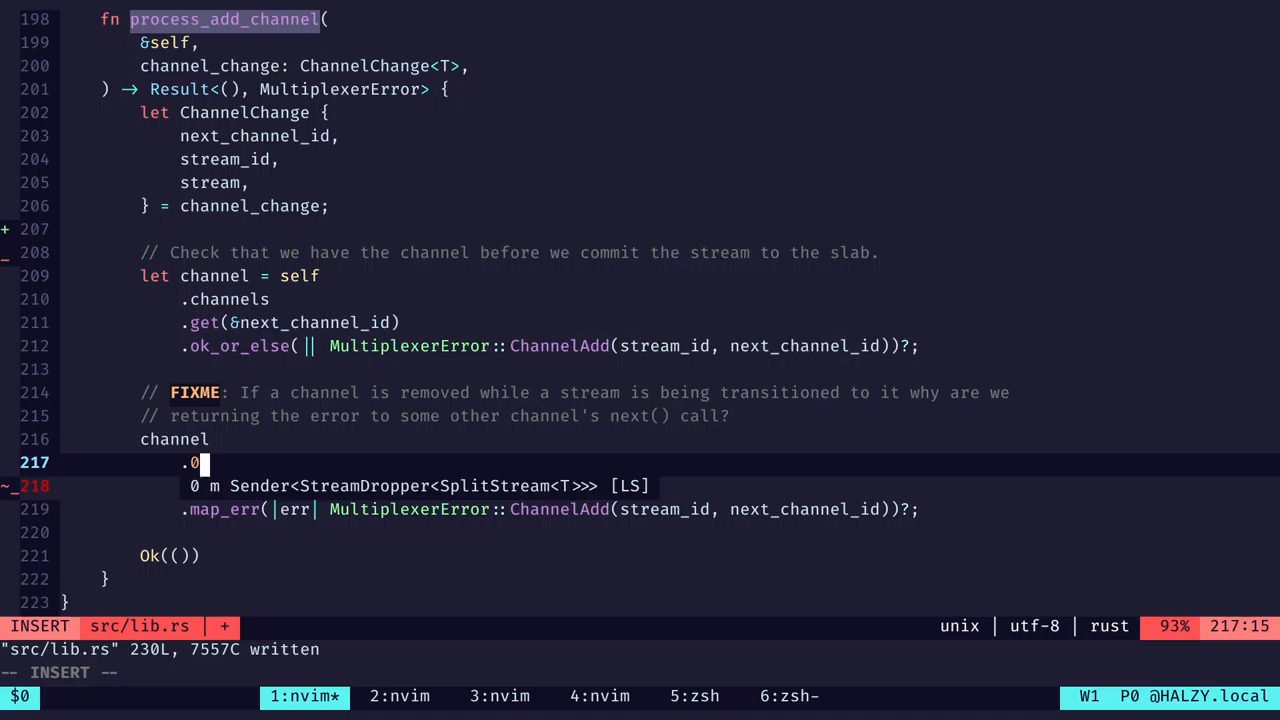 198     fn process_add_channel(
199         &self,
200         channel_change: ChannelChange<T>,
201     ) → Result<(), MultiplexerError> {
202         let ChannelChange {
203             next_channel_id,
204             stream_id,
205             stream,
206         } = channel_change;
+ 207
_ 208         // Check that we have the channel before we commit the stream to the slab.
209         let channel = self
210             .channels
211             .get(&next_channel_id)
212             .ok_or_else(|| MultiplexerError::ChannelAdd(stream_id, next_channel_id))?;
213
214         // FIXME: If a channel is removed while a stream is being transitioned to it why are we
215         // returning the error to some other channel's next() call?
216         channel
217             .0
~_ 218             0 m Sender<StreamDropper<SplitStream<T>>> [LS]
219             .map_err(|err| MultiplexerError::ChannelAdd(stream_id, next_channel_id))?;
220
221         Ok(())
222     }
223 }
INSERT src/lib.rs | + unix | utf-8 | rust 93% 217:15
"src/lib.rs" 230L, 7557C written
-- INSERT --
$0 1:nvim* 2:nvim 3:nvim 4:nvim 5:zsh 6:zsh- W1 P0 @HALZY.local